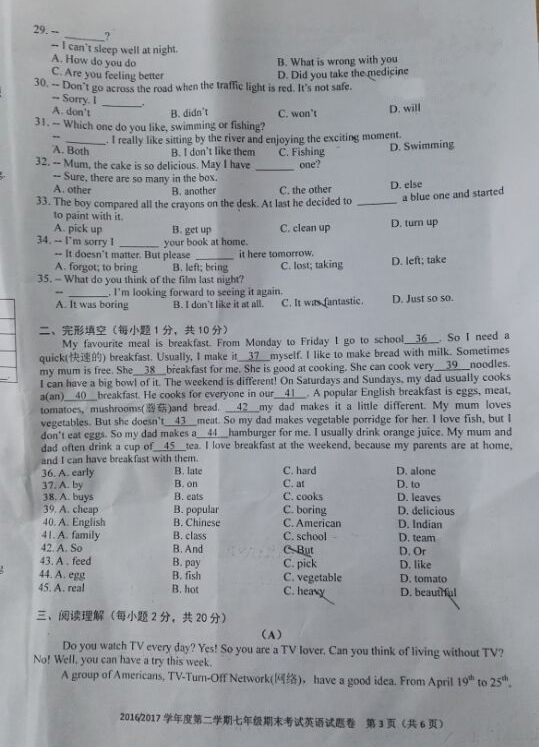 29. -- ________?
-- I can't sleep well at night.
A. How do you do B. What is wrong with you
C. Are you feeling better D. Did you take the medicine
30. -- Don't go across the road when the traffic light is red. It's not safe.
-- Sorry. I ________.
A. don't B. didn't C. won't D. will
31. -- Which one do you like, swimming or fishing?
-- ________. I really like sitting by the river and enjoying the exciting moment.
A. Both B. I don't like them C. Fishing D. Swimming
32. -- Mum, the cake is so delicious. May I have ________ one?
-- Sure, there are so many in the box.
A. other B. another C. the other D. else
33. The boy compared all the crayons on the desk. At last he decided to ________ a blue one and started
to paint with it.
A. pick up B. get up C. clean up D. turn up
34. -- I'm sorry I ________ your book at home.
-- It doesn't matter. But please ________ it here tomorrow.
A. forgot; to bring B. left; bring C. lost; taking D. left; take
35. -- What do you think of the film last night?
-- ________. I'm looking forward to seeing it again.
A. It was boring B. I don't like it at all. C. It was fantastic. D. Just so so.
二、完形填空（每小题 1 分，共 10 分）
My favourite meal is breakfast. From Monday to Friday I go to school 36 . So I need a
quick(快速的) breakfast. Usually, I make it 37 myself. I like to make bread with milk. Sometimes
my mum is free. She 38 breakfast for me. She is good at cooking. She can cook very 39 noodles.
I can have a big bowl of it. The weekend is different! On Saturdays and Sundays, my dad usually cooks
a(an) 40 breakfast. He cooks for everyone in our 41 . A popular English breakfast is eggs, meat,
tomatoes, mushrooms(蘑菇)and bread. 42 my dad makes it a little different. My mum loves
vegetables. But she doesn't 43 meat. So my dad makes vegetable porridge for her. I love fish, but I
don't eat eggs. So my dad makes a 44 hamburger for me. I usually drink orange juice. My mum and
dad often drink a cup of 45 tea. I love breakfast at the weekend, because my parents are at home,
and I can have breakfast with them.
36. A. early B. late C. hard D. alone
37. A. by B. on C. at D. to
38. A. buys B. eats C. cooks D. leaves
39. A. cheap B. popular C. boring D. delicious
40. A. English B. Chinese C. American D. Indian
41. A. family B. class C. school D. team
42. A. So B. And C. But D. Or
43. A . feed B. pay C. pick D. like
44. A. egg B. fish C. vegetable D. tomato
45. A. real B. hot C. heavy D. beautiful
三、阅读理解（每小题 2 分，共 20 分）
（A）
Do you watch TV every day? Yes! So you are a TV lover. Can you think of living without TV?
No! Well, you can have a try this week.
A group of Americans, TV-Turn-Off Network(网络)，have a good idea. From April 19th to 25th,
2016/2017 学年度第二学期七年级期末考试英语试题卷 第 3 页（共 6 页）